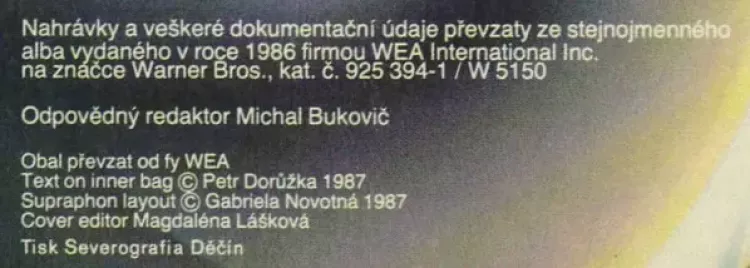 Nahrávky a veškeré dokumentační údaje převzaty ze stejnojmenného
alba vydaného v roce 1986 firmou WEA International Inc.
na značce Warner Bros., kat. č. 925 394-1 / W 5150
Odpovědný redaktor Michal Bukovič
Obal převzat od fy WEA
Text on inner bag © Petr Dorůžka 1987
Supraphon layout © Gabriela Novotná 1987
Cover editor Magdaléna Lášková
Tisk Severografia Děčín